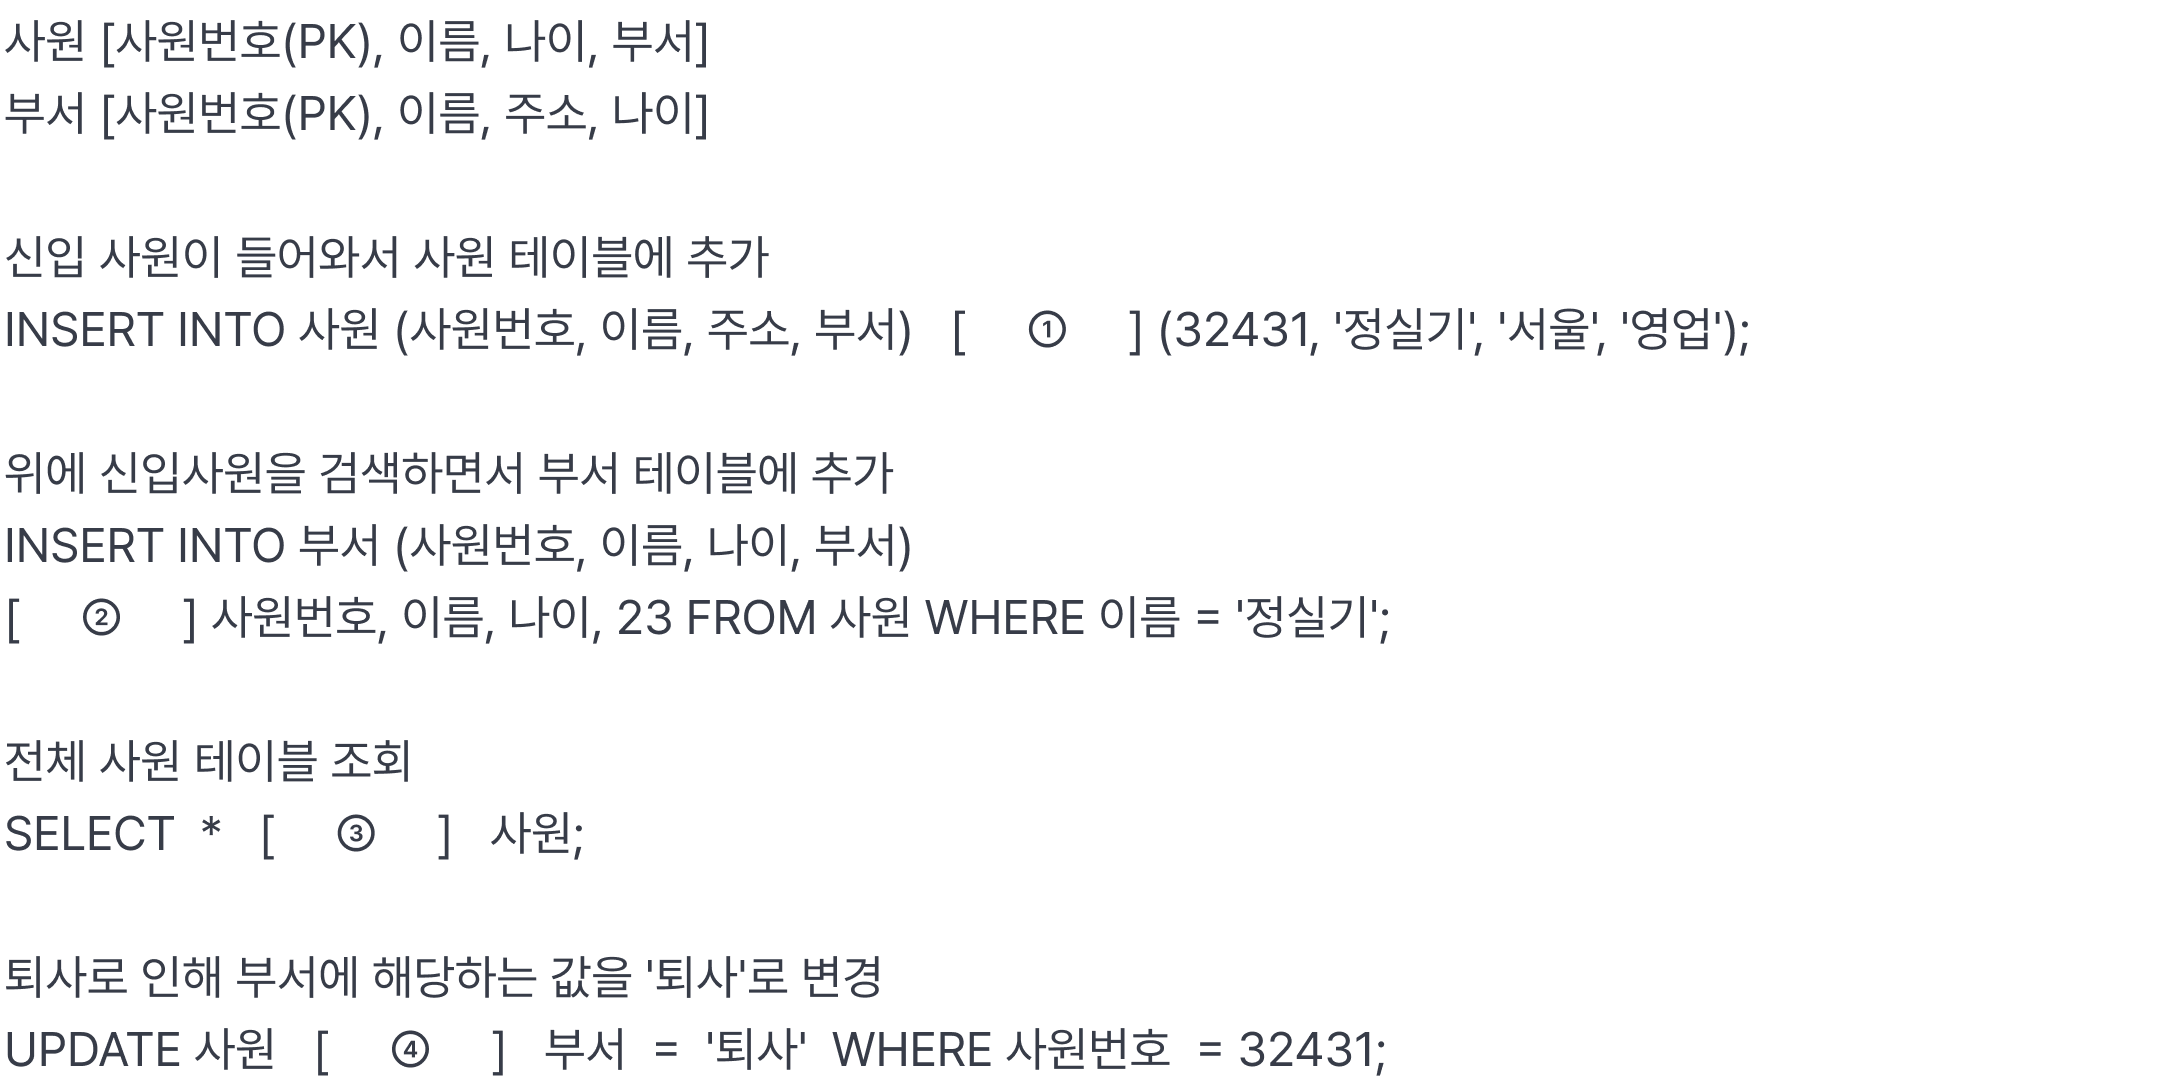 사원 [사원번호(PK), 이름, 나이, 부서]
부서 [사원번호(PK), 이름, 주소, 나이]
신입 사원이 들어와서 사원 테이블에 추가
INSERT INTO 사원 (사원번호, 이름, 주소, 부서) [ ① ] (32431, '정실기', '서울', '영업');
위에 신입사원을 검색하면서 부서 테이블에 추가
INSERT INTO 부서 (사원번호, 이름, 나이, 부서)
[ ② ] 사원번호, 이름, 나이, 23 FROM 사원 WHERE 이름 = '정실기';
전체 사원 테이블 조회
SELECT * [ ③ ] 사원;
퇴사로 인해 부서에 해당하는 값을 '퇴사'로 변경
UPDATE 사원 [ ④ ] 부서 = '퇴사' WHERE 사원번호 = 32431;